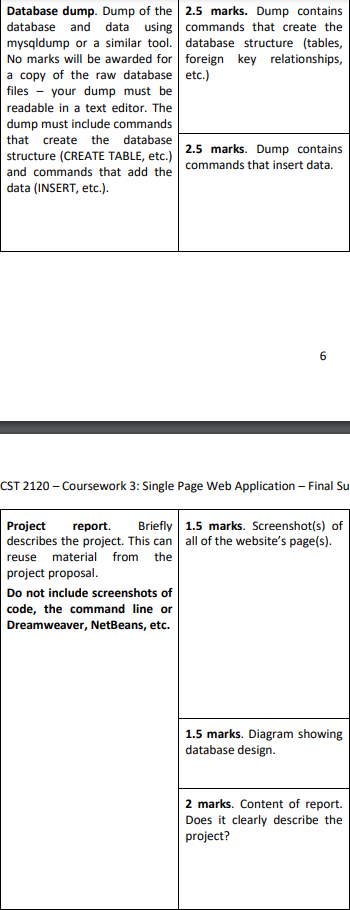 Database dump. Dump of the
database and data using
mysqldump or a similar tool.
No marks will be awarded for
a copy of the raw database
files – your dump must be
readable in a text editor. The
dump must include commands
that create the database
structure (CREATE TABLE, etc.)
and commands that add the
data (INSERT, etc.).
2.5 marks. Dump contains
commands that create the
database structure (tables,
foreign key relationships,
etc.)
2.5 marks. Dump contains
commands that insert data.
6
CST 2120 – Coursework 3: Single Page Web Application – Final Su
Project report. Briefly
describes the project. This can
reuse material from the
project proposal.
Do not include screenshots of
code, the command line or
Dreamweaver, NetBeans, etc.
1.5 marks. Screenshot(s) of
all of the website's page(s).
1.5 marks. Diagram showing
database design.
2 marks. Content of report.
Does it clearly describe the
project?